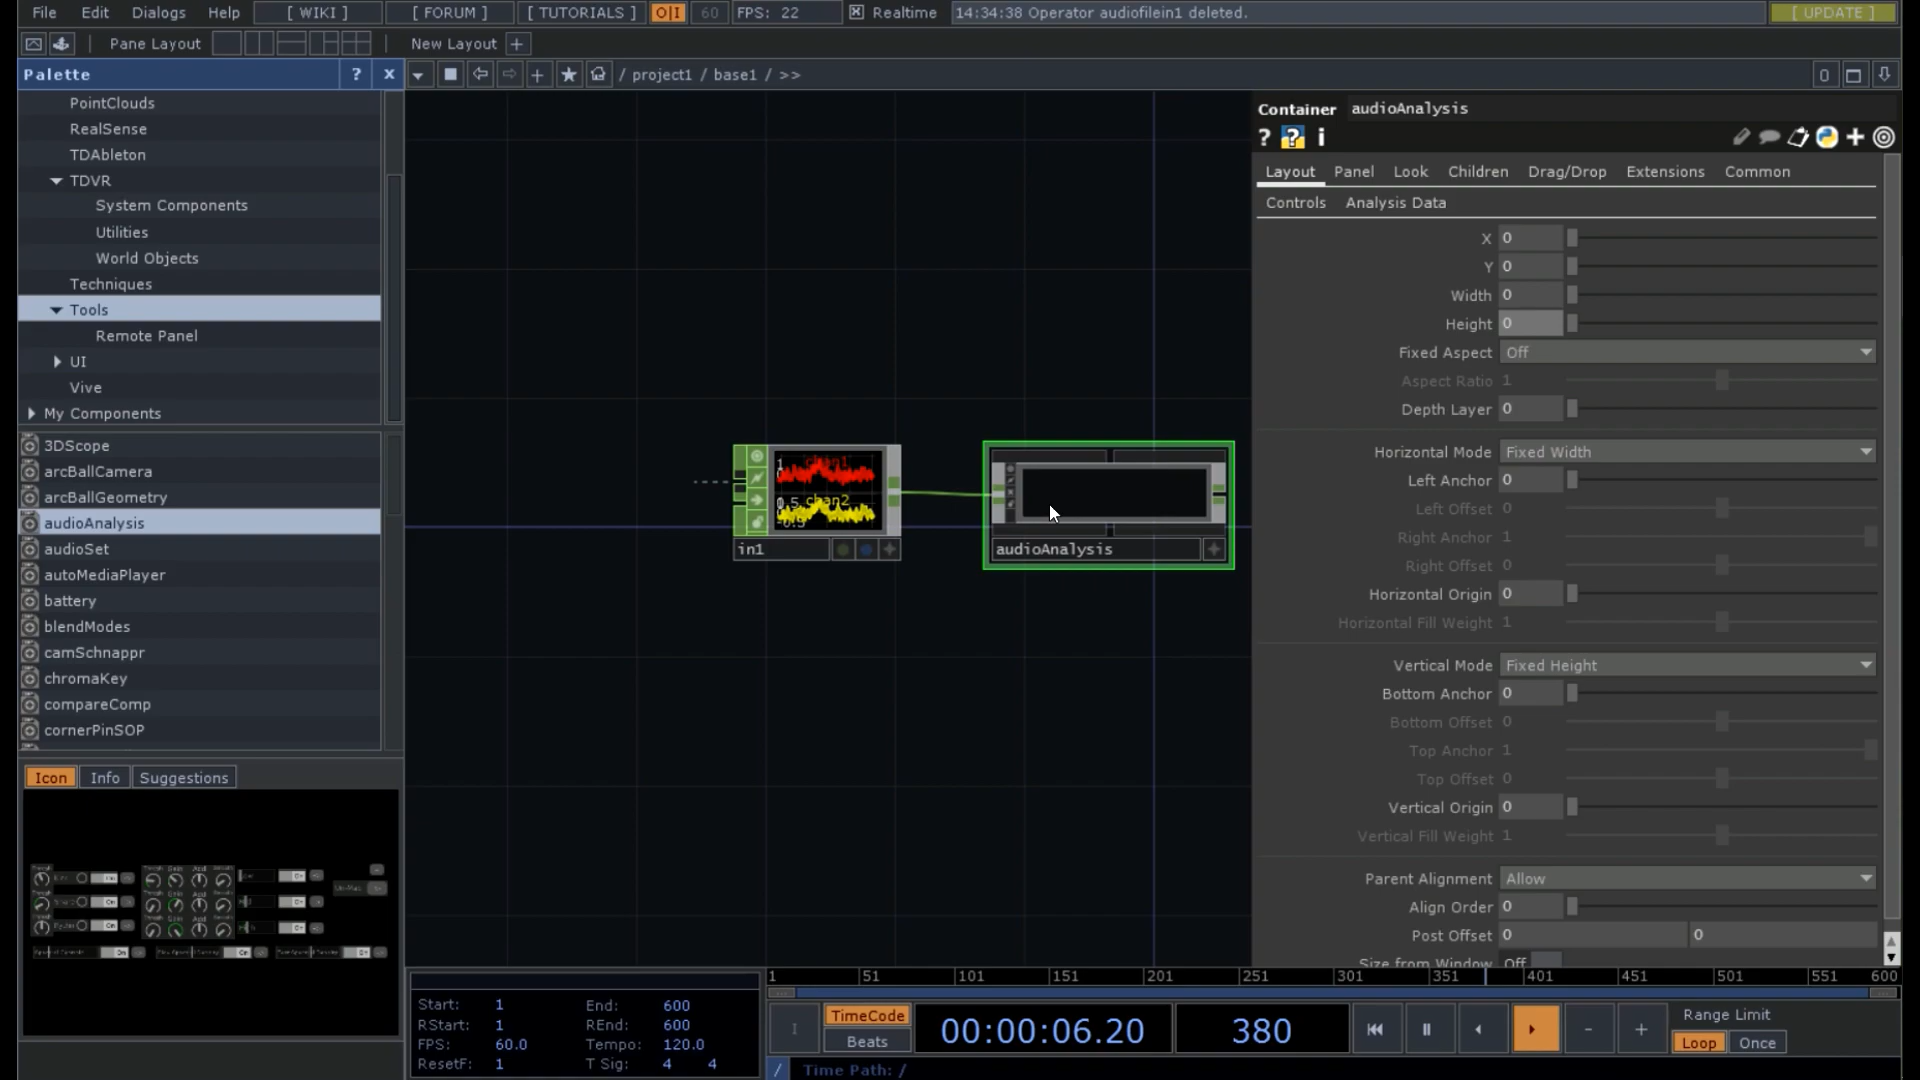 File Edit Dialogs Help [ WIKI ] [ FORUM ] [ TUTORIALS ] O|I 60 FPS: 22 Realtime 14:34:38 Operator audiofilein1 deleted. [ UPDATE ]
Pane Layout New Layout +
Palette ? x / project1 / base1 / >> 0
PointClouds
RealSense
TDAbleton
TDVR
System Components
Utilities
World Objects
Techniques
Tools
Remote Panel
UI
Vive
My Components
3DScope
arcBallCamera
arcBallGeometry
audioAnalysis
audioSet
autoMediaPlayer
battery
blendModes
camSchnappr
chromaKey
compareComp
cornerPinSOP
Icon Info Suggestions
chan1
chan2
in1
audioAnalysis
Container audioAnalysis
? ? i
Layout Panel Look Children Drag/Drop Extensions Common
Controls Analysis Data
X 0
Y 0
Width 0
Height 0
Fixed Aspect Off
Aspect Ratio 1
Depth Layer 0
Horizontal Mode Fixed Width
Left Anchor 0
Left Offset 0
Right Anchor 1
Right Offset 0
Horizontal Origin 0
Horizontal Fill Weight 1
Vertical Mode Fixed Height
Bottom Anchor 0
Bottom Offset 0
Top Anchor 1
Top Offset 0
Vertical Origin 0
Vertical Fill Weight 1
Parent Alignment Allow
Align Order 0
Post Offset 0 0
Size from Window Off
1 51 101 151 201 251 301 351 401 451 501 551 600
Start: 1 End: 600
RStart: 1 REnd: 600
FPS: 60.0 Tempo: 120.0
ResetF: 1 T Sig: 4 4
TimeCode
Beats
00:00:06.20 380
Range Limit
Loop Once
/ Time Path: /